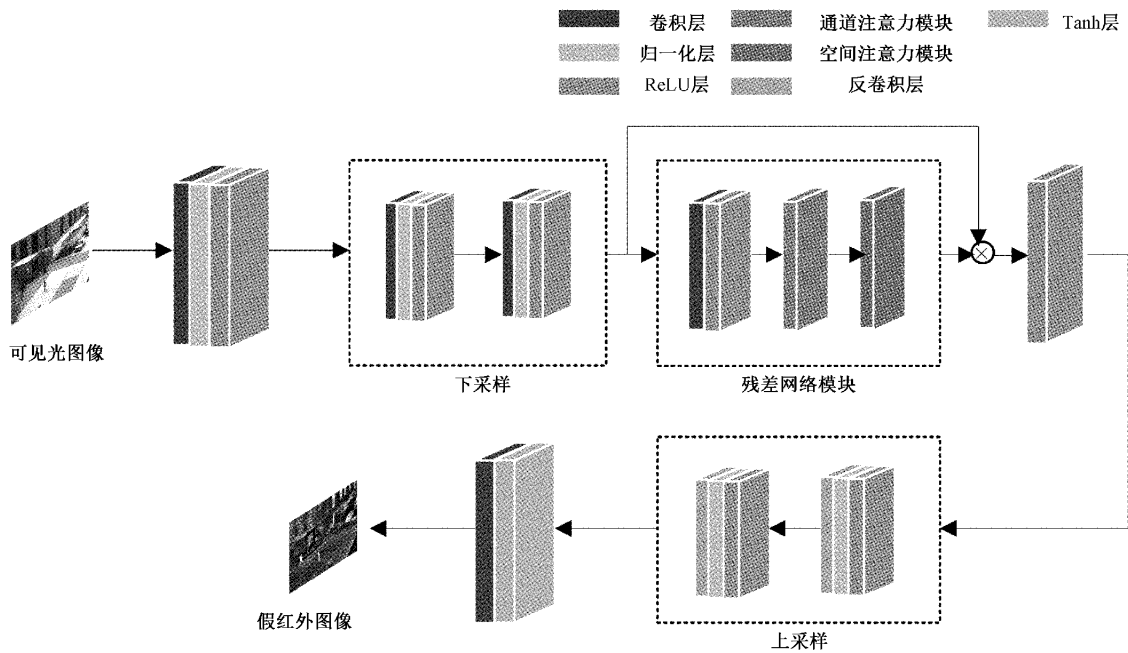 卷积层 通道注意力模块 Tanh层
归一化层 空间注意力模块
ReLU层 反卷积层
可见光图像
下采样
残差网络模块
假红外图像
上采样